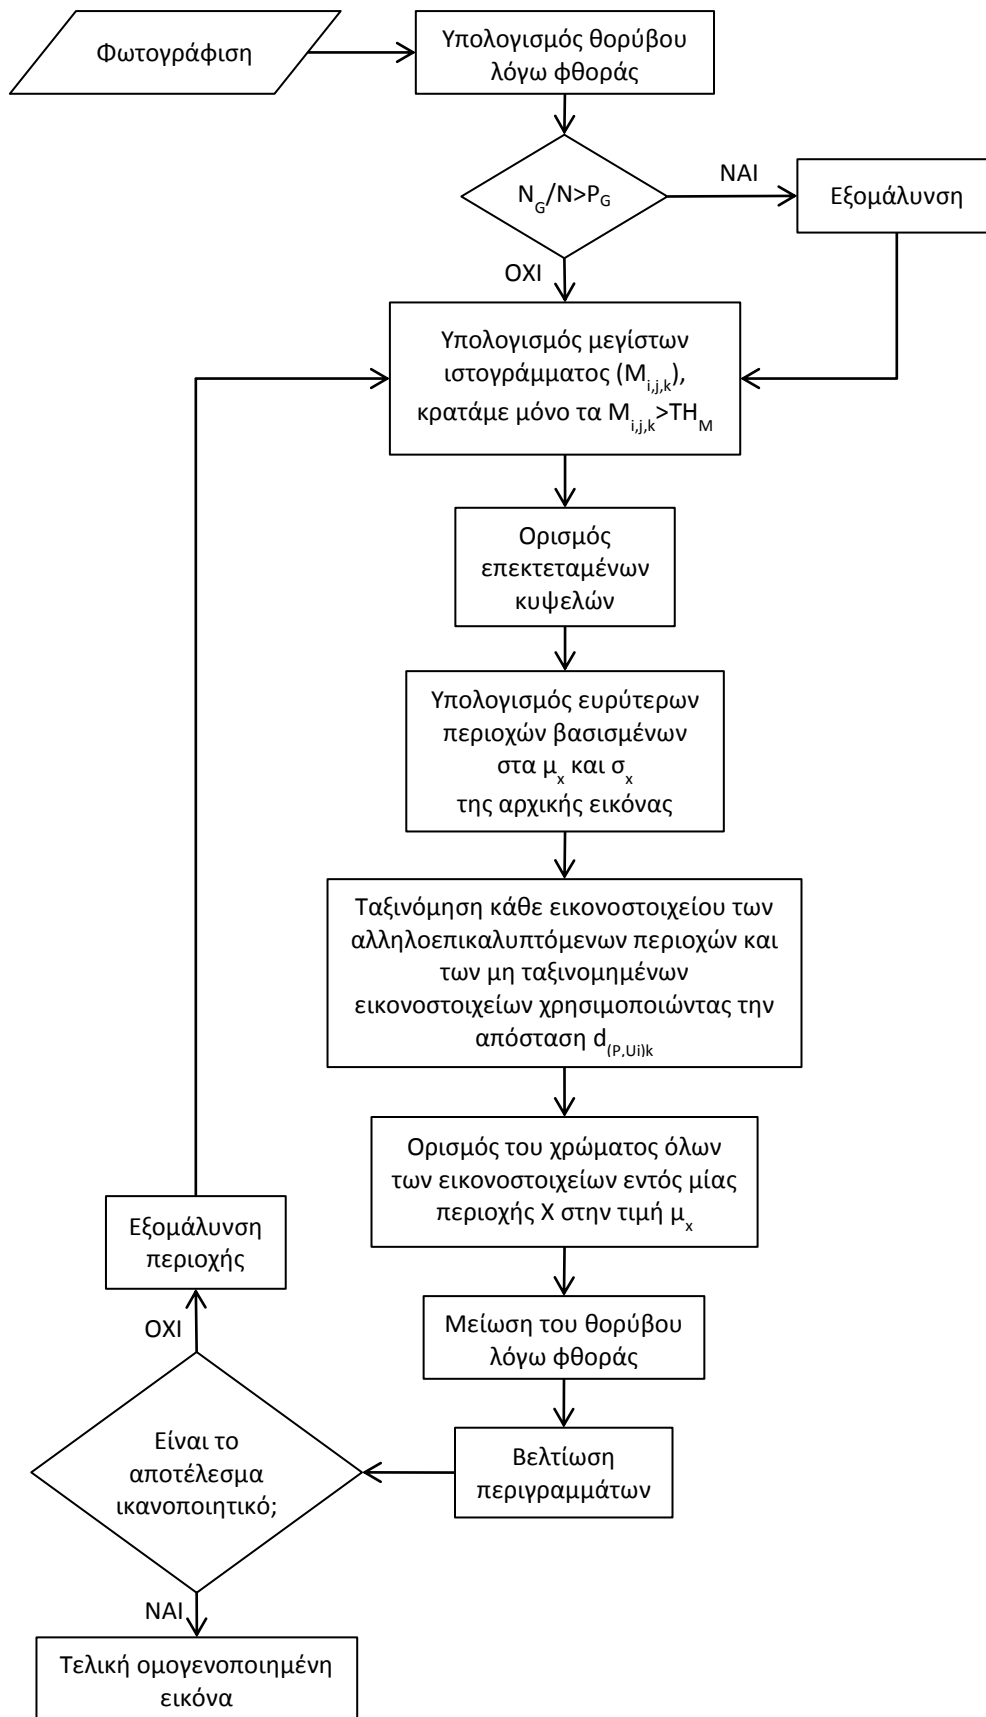 Φωτογράφιση
Υπολογισμός θορύβου
λόγω φθοράς
N_G/N>P_G
ΝΑΙ
Εξομάλυνση
ΟΧΙ
Υπολογισμός μεγίστων
ιστογράμματος (M_i,j,k),
κρατάμε μόνο τα M_i,j,k>TH_M
Ορισμός
επεκτεταμένων
κυψελών
Υπολογισμός ευρύτερων
περιοχών βασισμένων
στα μ_x και σ_x
της αρχικής εικόνας
Ταξινόμηση κάθε εικονοστοιχείου των
αλληλοεπικαλυπτόμενων περιοχών και
των μη ταξινομημένων
εικονοστοιχείων χρησιμοποιώντας την
απόσταση d_(P,Ui)k
Ορισμός του χρώματος όλων
των εικονοστοιχείων εντός μίας
περιοχής Χ στην τιμή μ_x
Εξομάλυνση
περιοχής
Μείωση του θορύβου
λόγω φθοράς
ΟΧΙ
Βελτίωση
περιγραμμάτων
Είναι το
αποτέλεσμα
ικανοποιητικό;
ΝΑΙ
Τελική ομογενοποιημένη
εικόνα